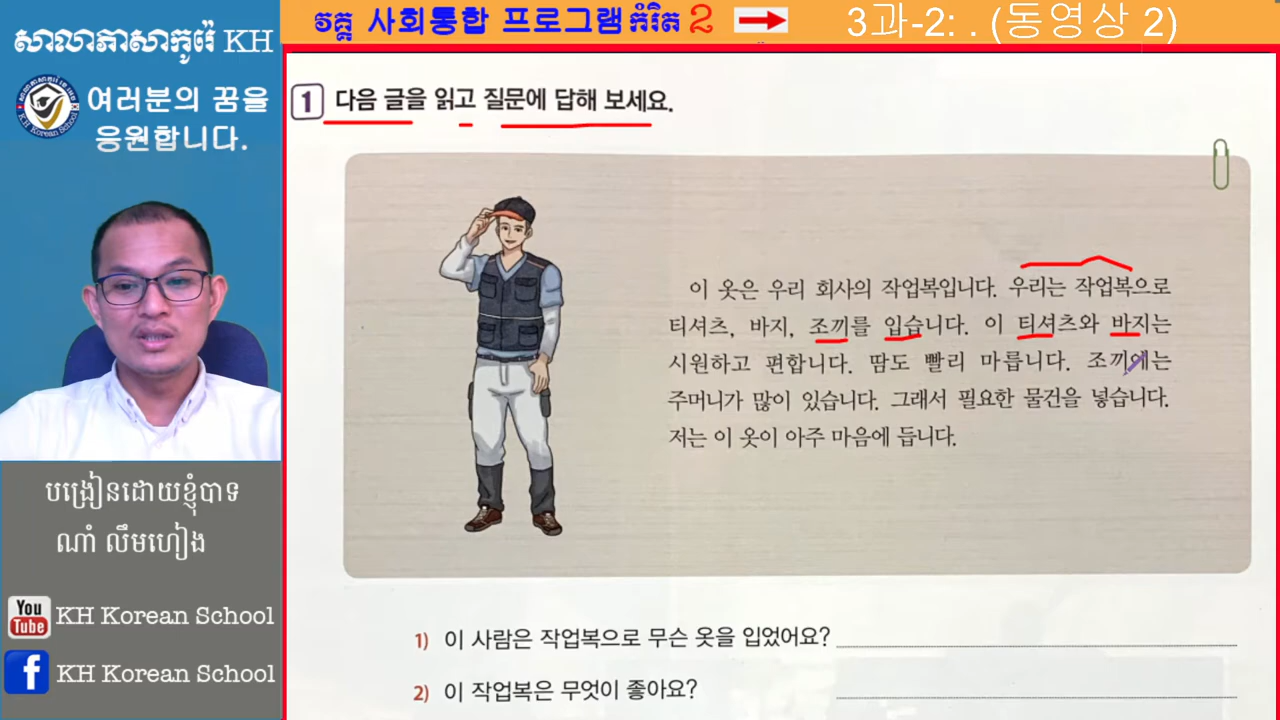 សាលាភាសាកូរ៉េ KH
여러분의 꿈을
응원합니다.
បង្រៀនដោយខ្ញុំបាទ
ណាំ លឹមហៀង
You Tube KH Korean School
f KH Korean School
វគ្គ 사회통합 프로그램 កំរិត 2
3과-2: . (동영상 2)
1 다음 글을 읽고 질문에 답해 보세요.
이 옷은 우리 회사의 작업복입니다. 우리는 작업복으로
티셔츠, 바지, 조끼를 입습니다. 이 티셔츠와 바지는
시원하고 편합니다. 땀도 빨리 마릅니다. 조끼에는
주머니가 많이 있습니다. 그래서 필요한 물건을 넣습니다.
저는 이 옷이 아주 마음에 듭니다.
1) 이 사람은 작업복으로 무슨 옷을 입었어요?
2) 이 작업복은 무엇이 좋아요?